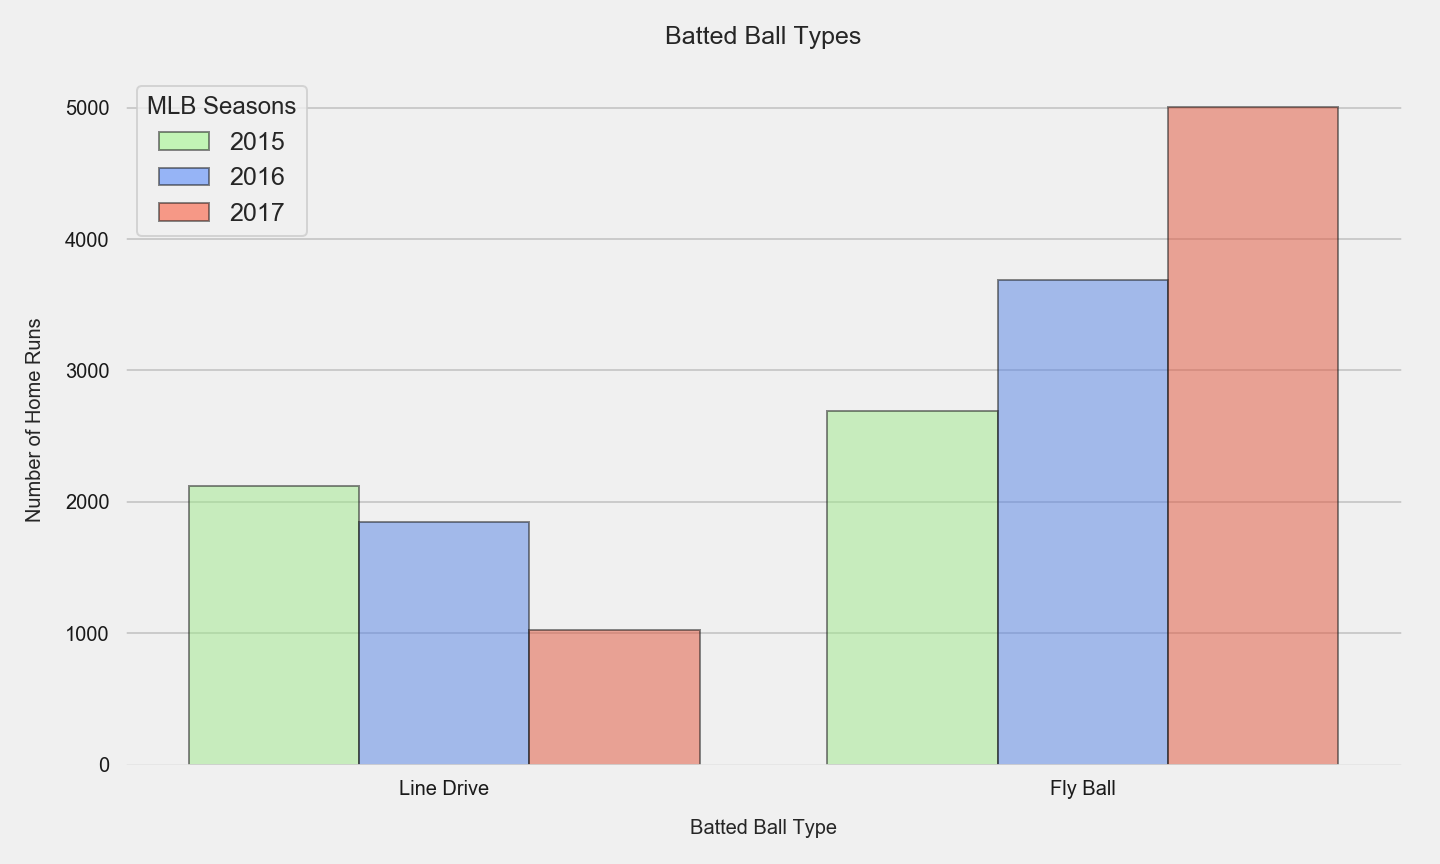 Batted Ball Types
MLB Seasons
2015
2016
2017
Number of Home Runs
5000
4000
3000
2000
1000
0
Line Drive
Fly Ball
Batted Ball Type